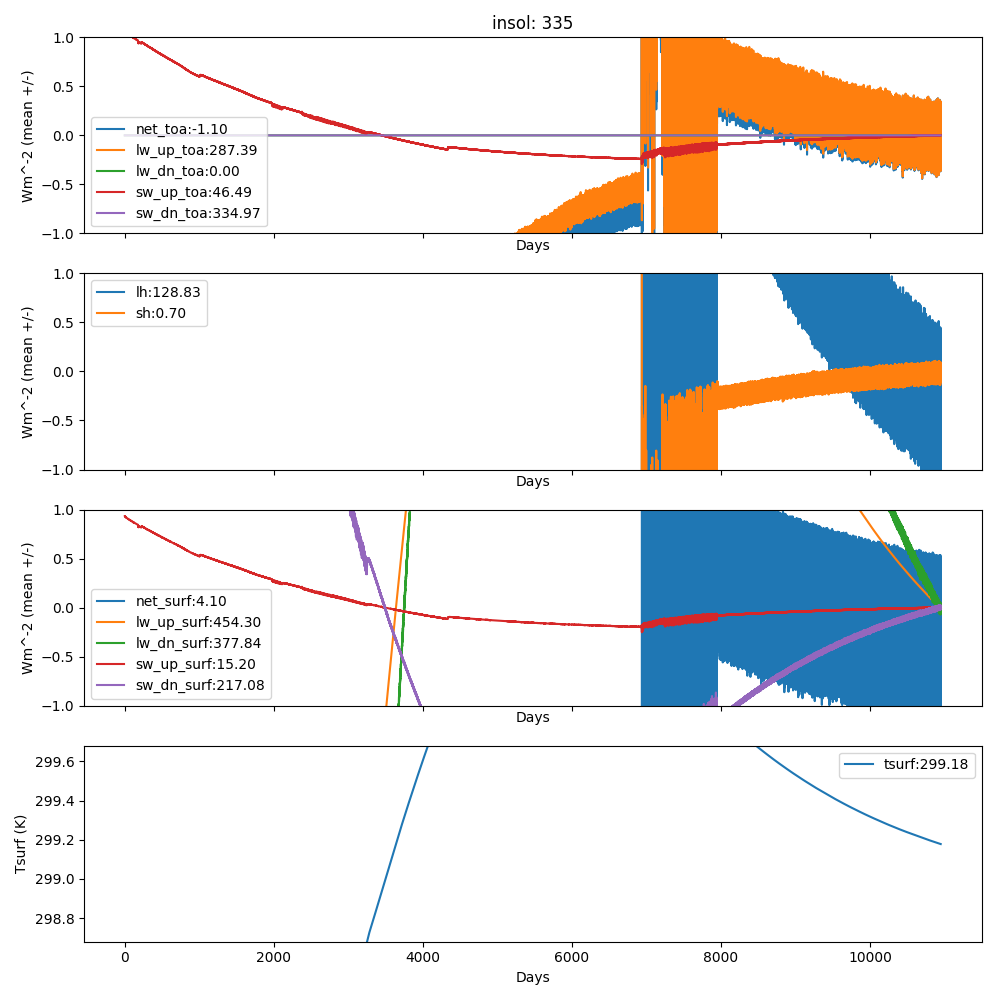 insol: 335
1.0
0.5
0.0
−0.5
−1.0
Wm^-2 (mean +/-)
net_toa:-1.10
lw_up_toa:287.39
lw_dn_toa:0.00
sw_up_toa:46.49
sw_dn_toa:334.97
Days
1.0
0.5
0.0
−0.5
−1.0
Wm^-2 (mean +/-)
lh:128.83
sh:0.70
Days
1.0
0.5
0.0
−0.5
−1.0
Wm^-2 (mean +/-)
net_surf:4.10
lw_up_surf:454.30
lw_dn_surf:377.84
sw_up_surf:15.20
sw_dn_surf:217.08
Days
299.6
299.4
299.2
299.0
298.8
Tsurf (K)
tsurf:299.18
0 2000 4000 6000 8000 10000
Days